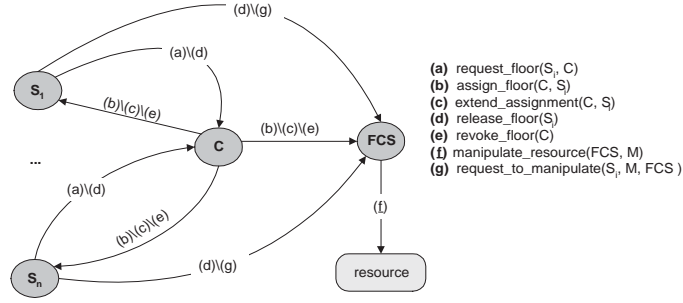 (d)\(g)
(a)\(d)
S1
(b)\(c)\(e)
(b)\(c)\(e)
C
FCS
...
(a)\(d)
(b)\(c)\(e)
(d)\(g)
Sn
(f)
resource
(a) request_floor(Si, C)
(b) assign_floor(C, Si)
(c) extend_assignment(C, Si)
(d) release_floor(Si)
(e) revoke_floor(C)
(f) manipulate_resource(FCS, M)
(g) request_to_manipulate(Si, M, FCS )